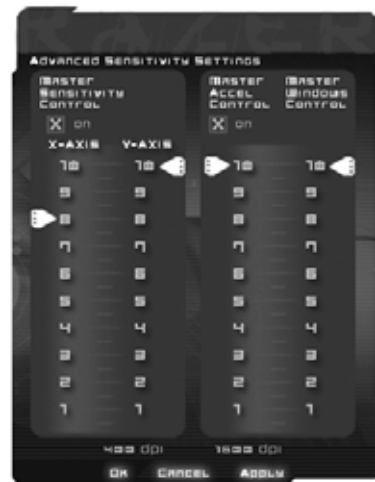 RAZER
Advanced Sensitivity Settings
Master Sensitivity Control
on
X-AXIS Y-AXIS
10 10
9 9
8 8
7 7
6 6
5 5
4 4
3 3
2 2
1 1
Master Accel Control
Master Windows Control
on
10 10
9 9
8 8
7 7
6 6
5 5
4 4
3 3
2 2
1 1
400 dpi 1600 dpi
OK Cancel Apply